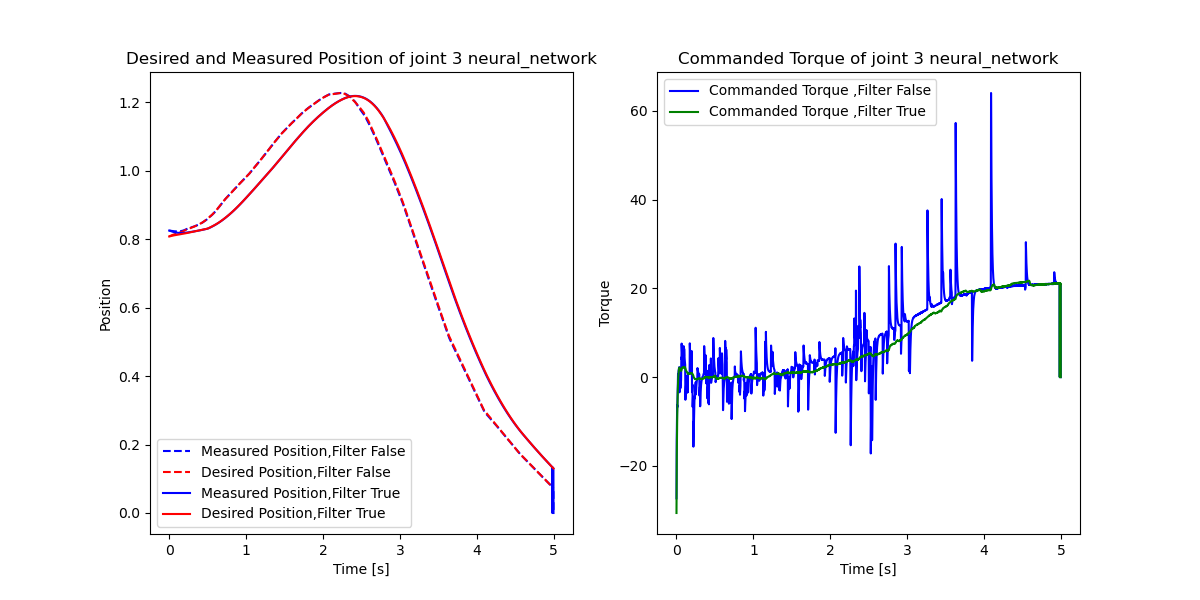 Desired and Measured Position of joint 3 neural_network
Position
1.2
1.0
0.8
0.6
0.4
0.2
0.0
Measured Position,Filter False
Desired Position,Filter False
Measured Position,Filter True
Desired Position,Filter True
0 1 2 3 4 5
Time [s]
Commanded Torque of joint 3 neural_network
Torque
60
40
20
0
−20
Commanded Torque ,Filter False
Commanded Torque ,Filter True
0 1 2 3 4 5
Time [s]